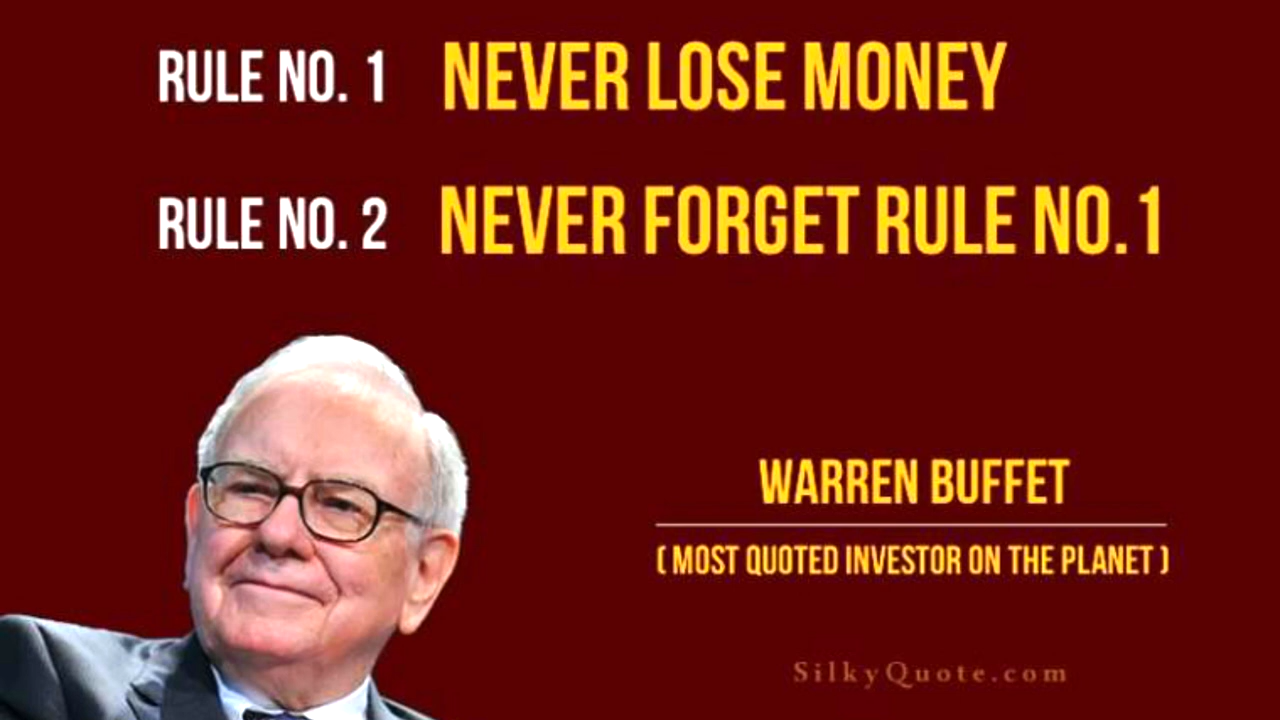 RULE NO. 1 NEVER LOSE MONEY
RULE NO. 2 NEVER FORGET RULE NO.1
WARREN BUFFET
( MOST QUOTED INVESTOR ON THE PLANET )
SilkyQuote.com